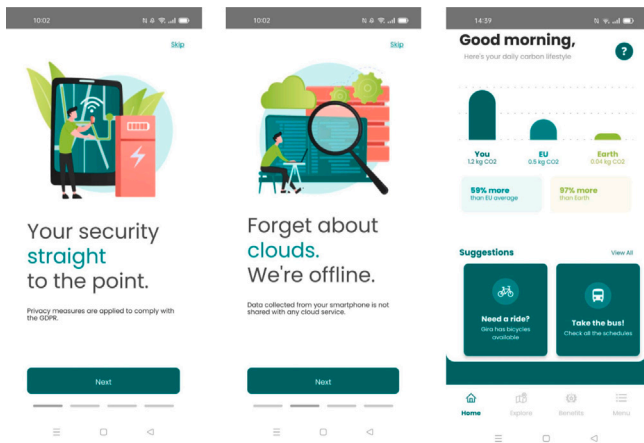 10:02
Skip
Your security
straight
to the point.
Privacy measures are applied to comply with
the GDPR.
Next
10:02
Skip
Forget about
clouds.
We're offline.
Data collected from your smartphone is not
shared with any cloud service.
Next
14:39
Good morning,
?
Here's your daily carbon lifestyle
You
1.2 kg CO2
EU
0.5 kg CO2
Earth
0.04 kg CO2
59% more
than EU average
97% more
than Earth
Suggestions
View All
Need a ride?
Gira has bicycles
available
Take the bus!
Check all the schedules
Home
Explore
Benefits
Menu